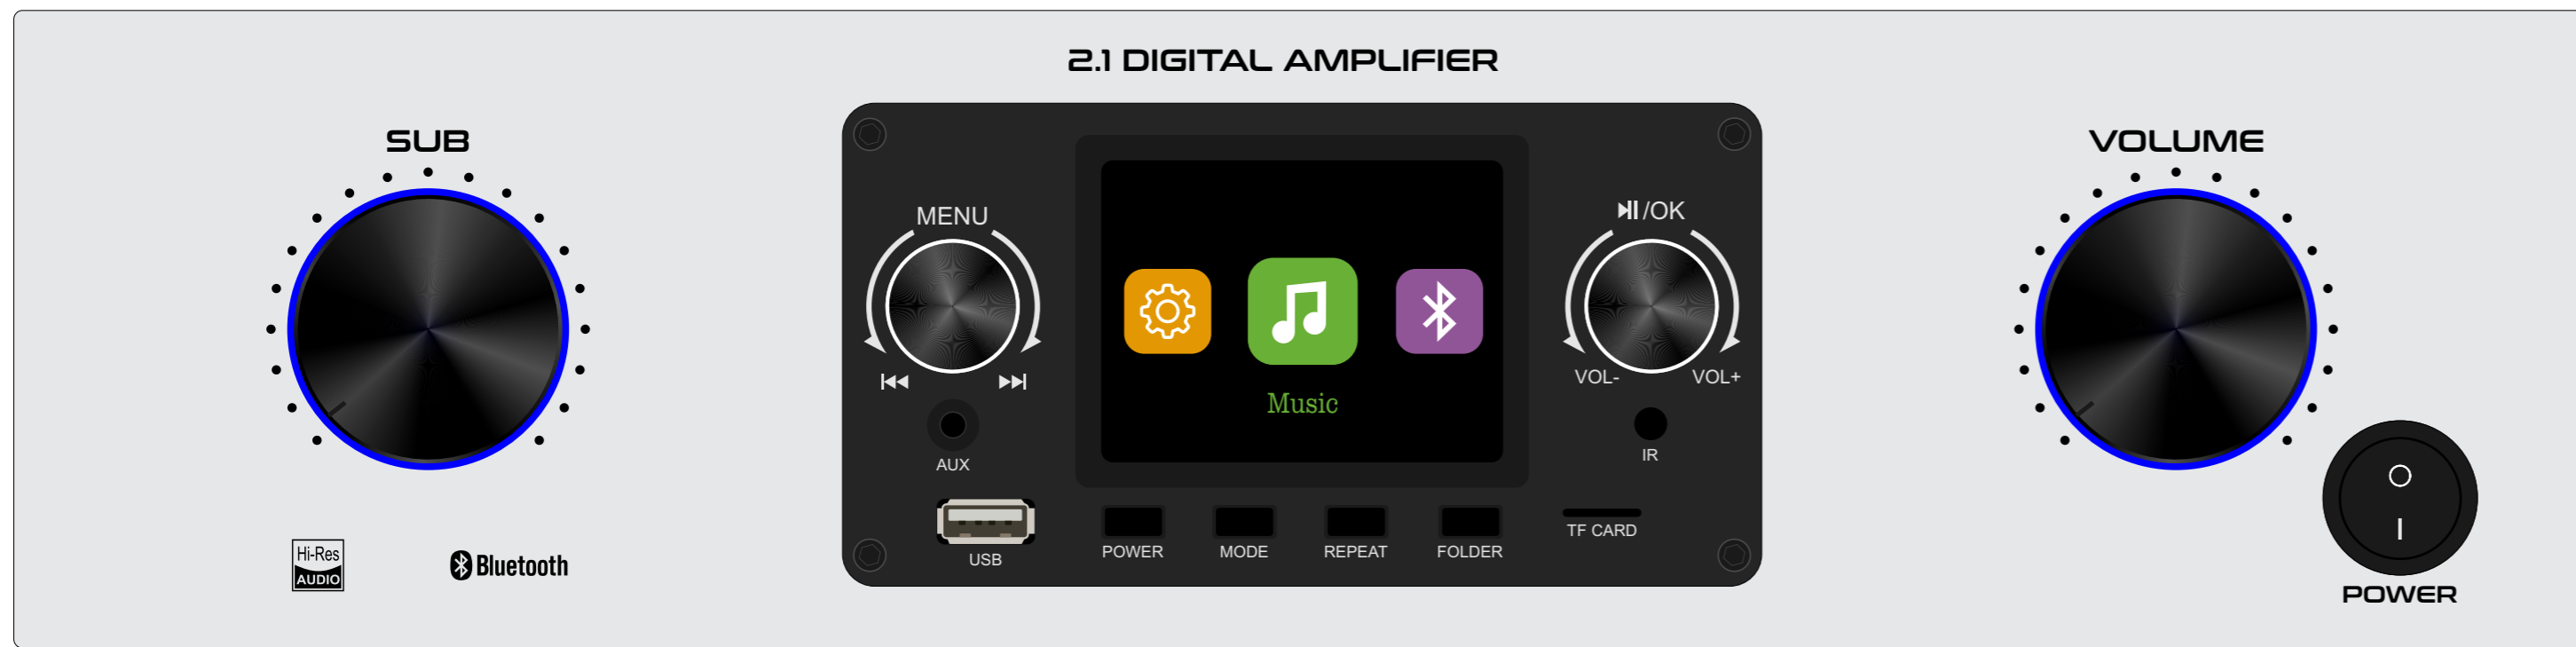 2.1 DIGITAL AMPLIFIER
SUB
VOLUME
MENU
/OK
VOL-
VOL+
Music
AUX
IR
USB
POWER
MODE
REPEAT
FOLDER
TF CARD
Hi-Res
AUDIO
Bluetooth
POWER